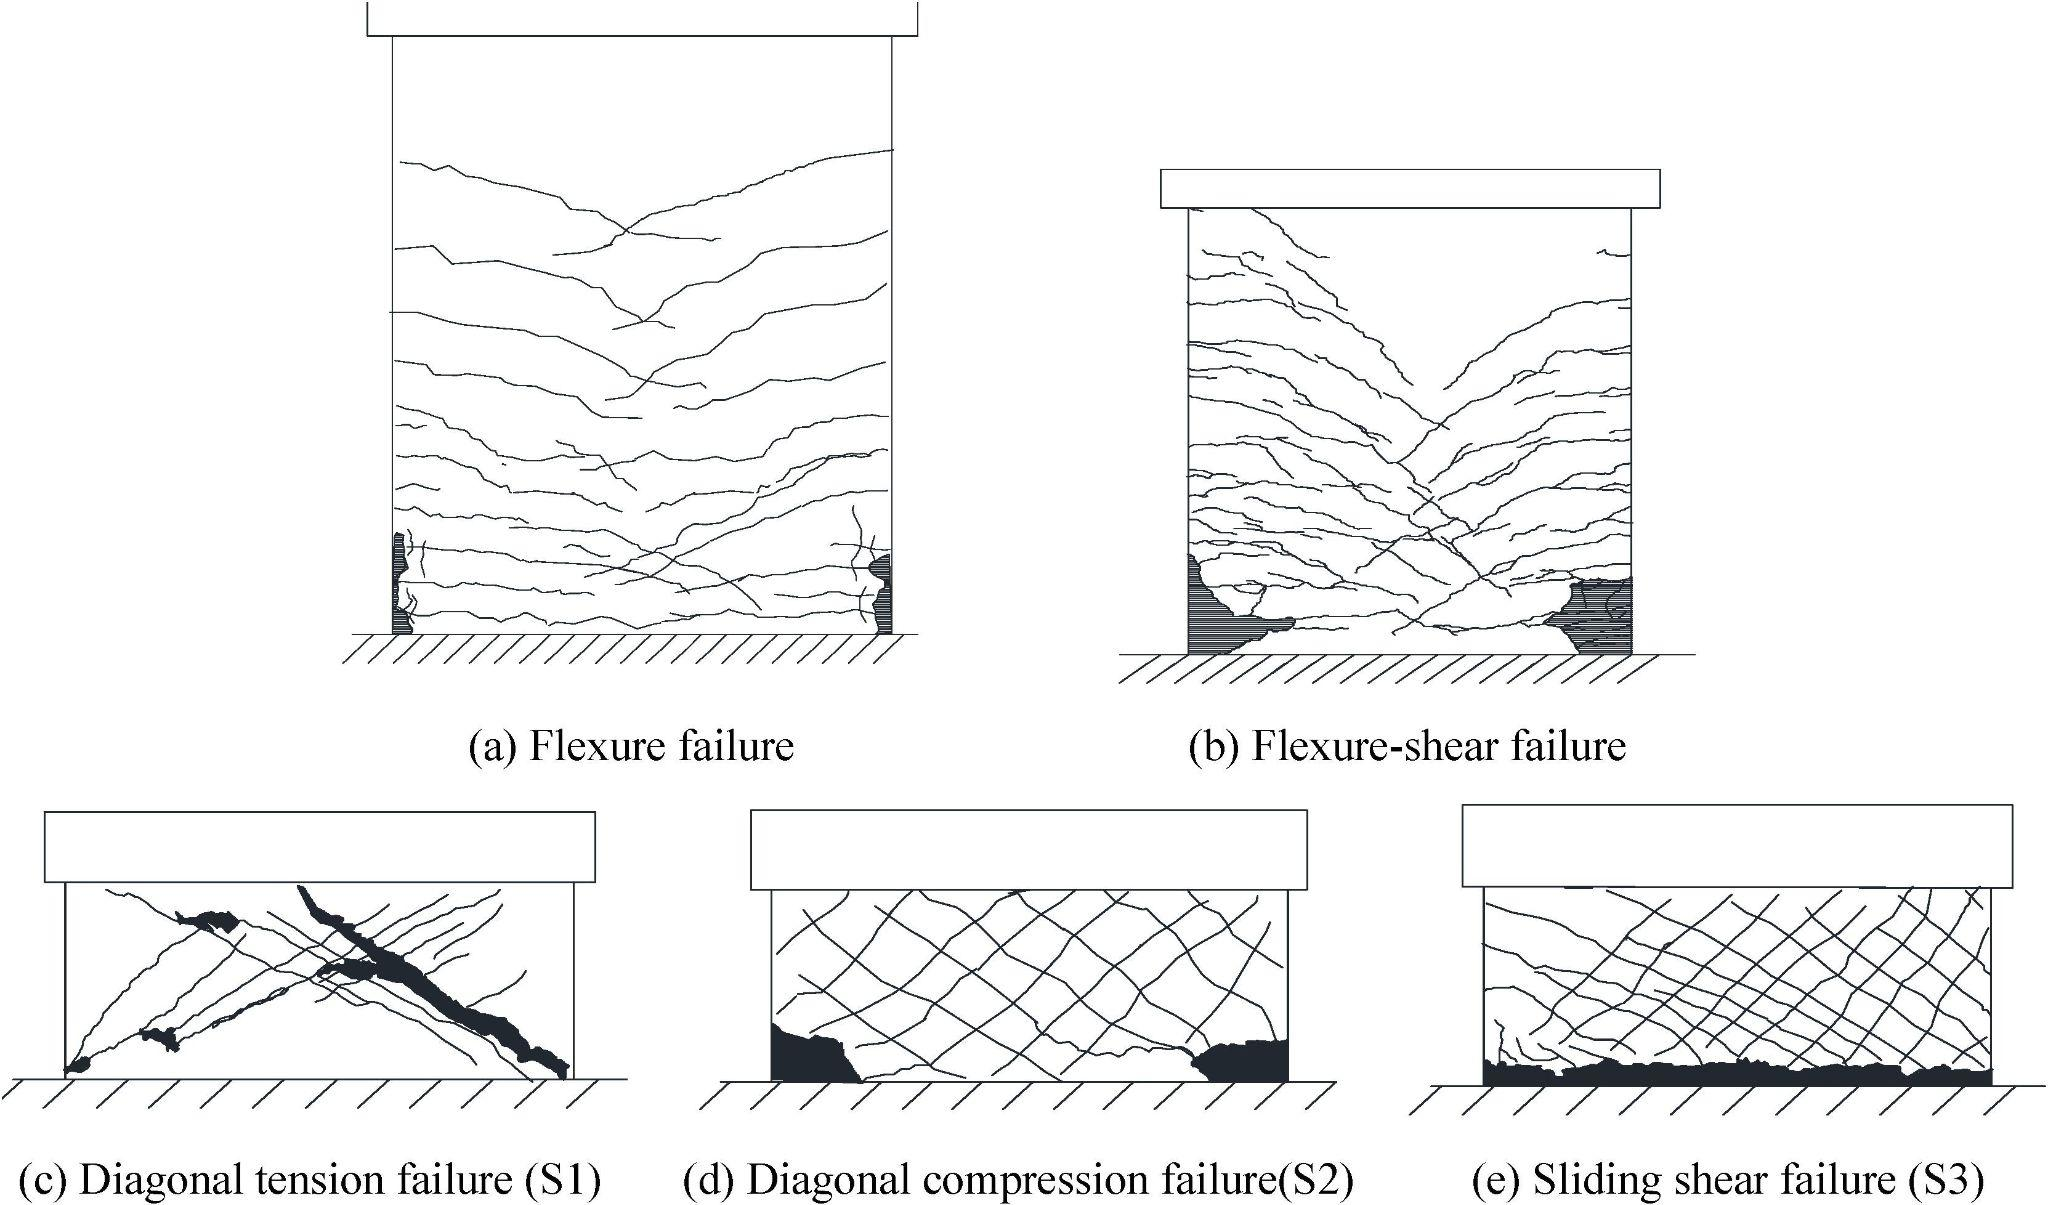 (a) Flexure failure
(b) Flexure-shear failure
(c) Diagonal tension failure (S1)
(d) Diagonal compression failure(S2)
(e) Sliding shear failure (S3)